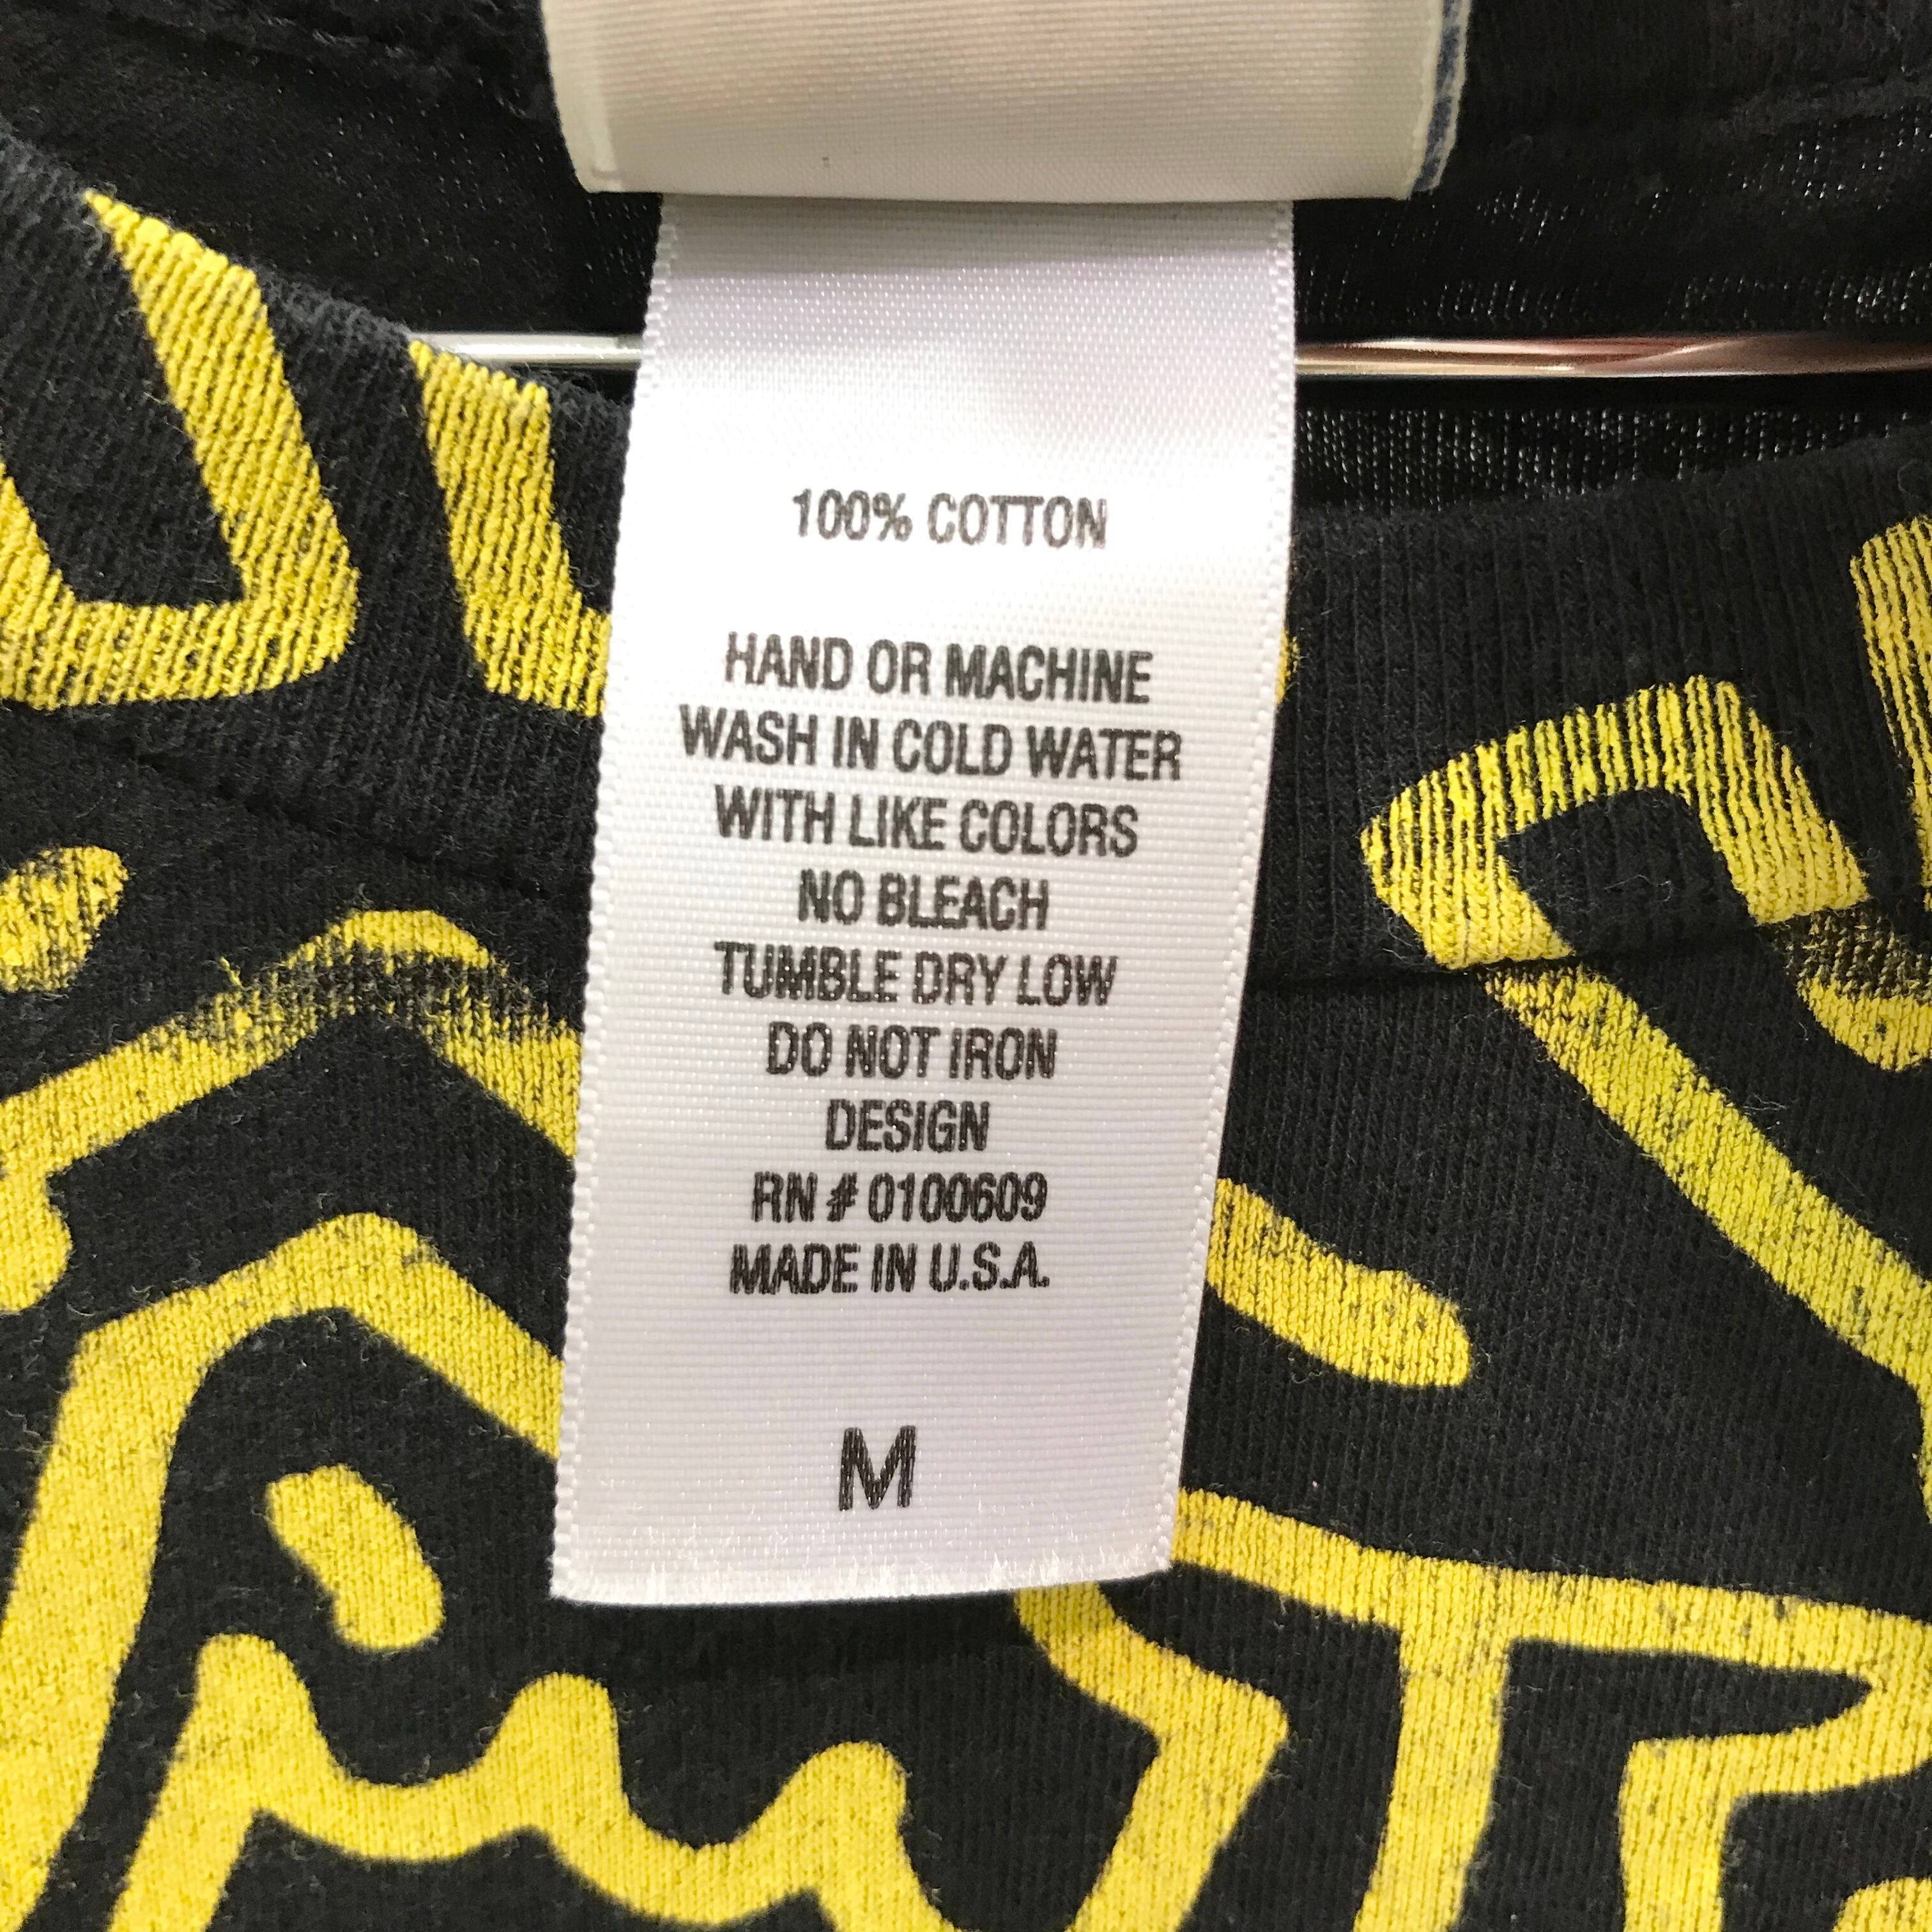 100% COTTON
HAND OR MACHINE
WASH IN COLD WATER
WITH LIKE COLORS
NO BLEACH
TUMBLE DRY LOW
DO NOT IRON
DESIGN
RN # 0100609
MADE IN U.S.A.
M